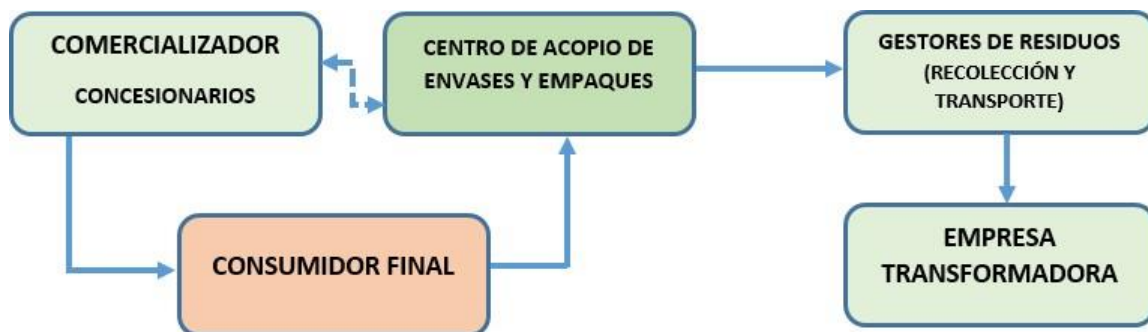 COMERCIALIZADOR
CONCESIONARIOS
CENTRO DE ACOPIO DE
ENVASES Y EMPAQUES
GESTORES DE RESIDUOS
(RECOLECCIÓN Y
TRANSPORTE)
CONSUMIDOR FINAL
EMPRESA
TRANSFORMADORA